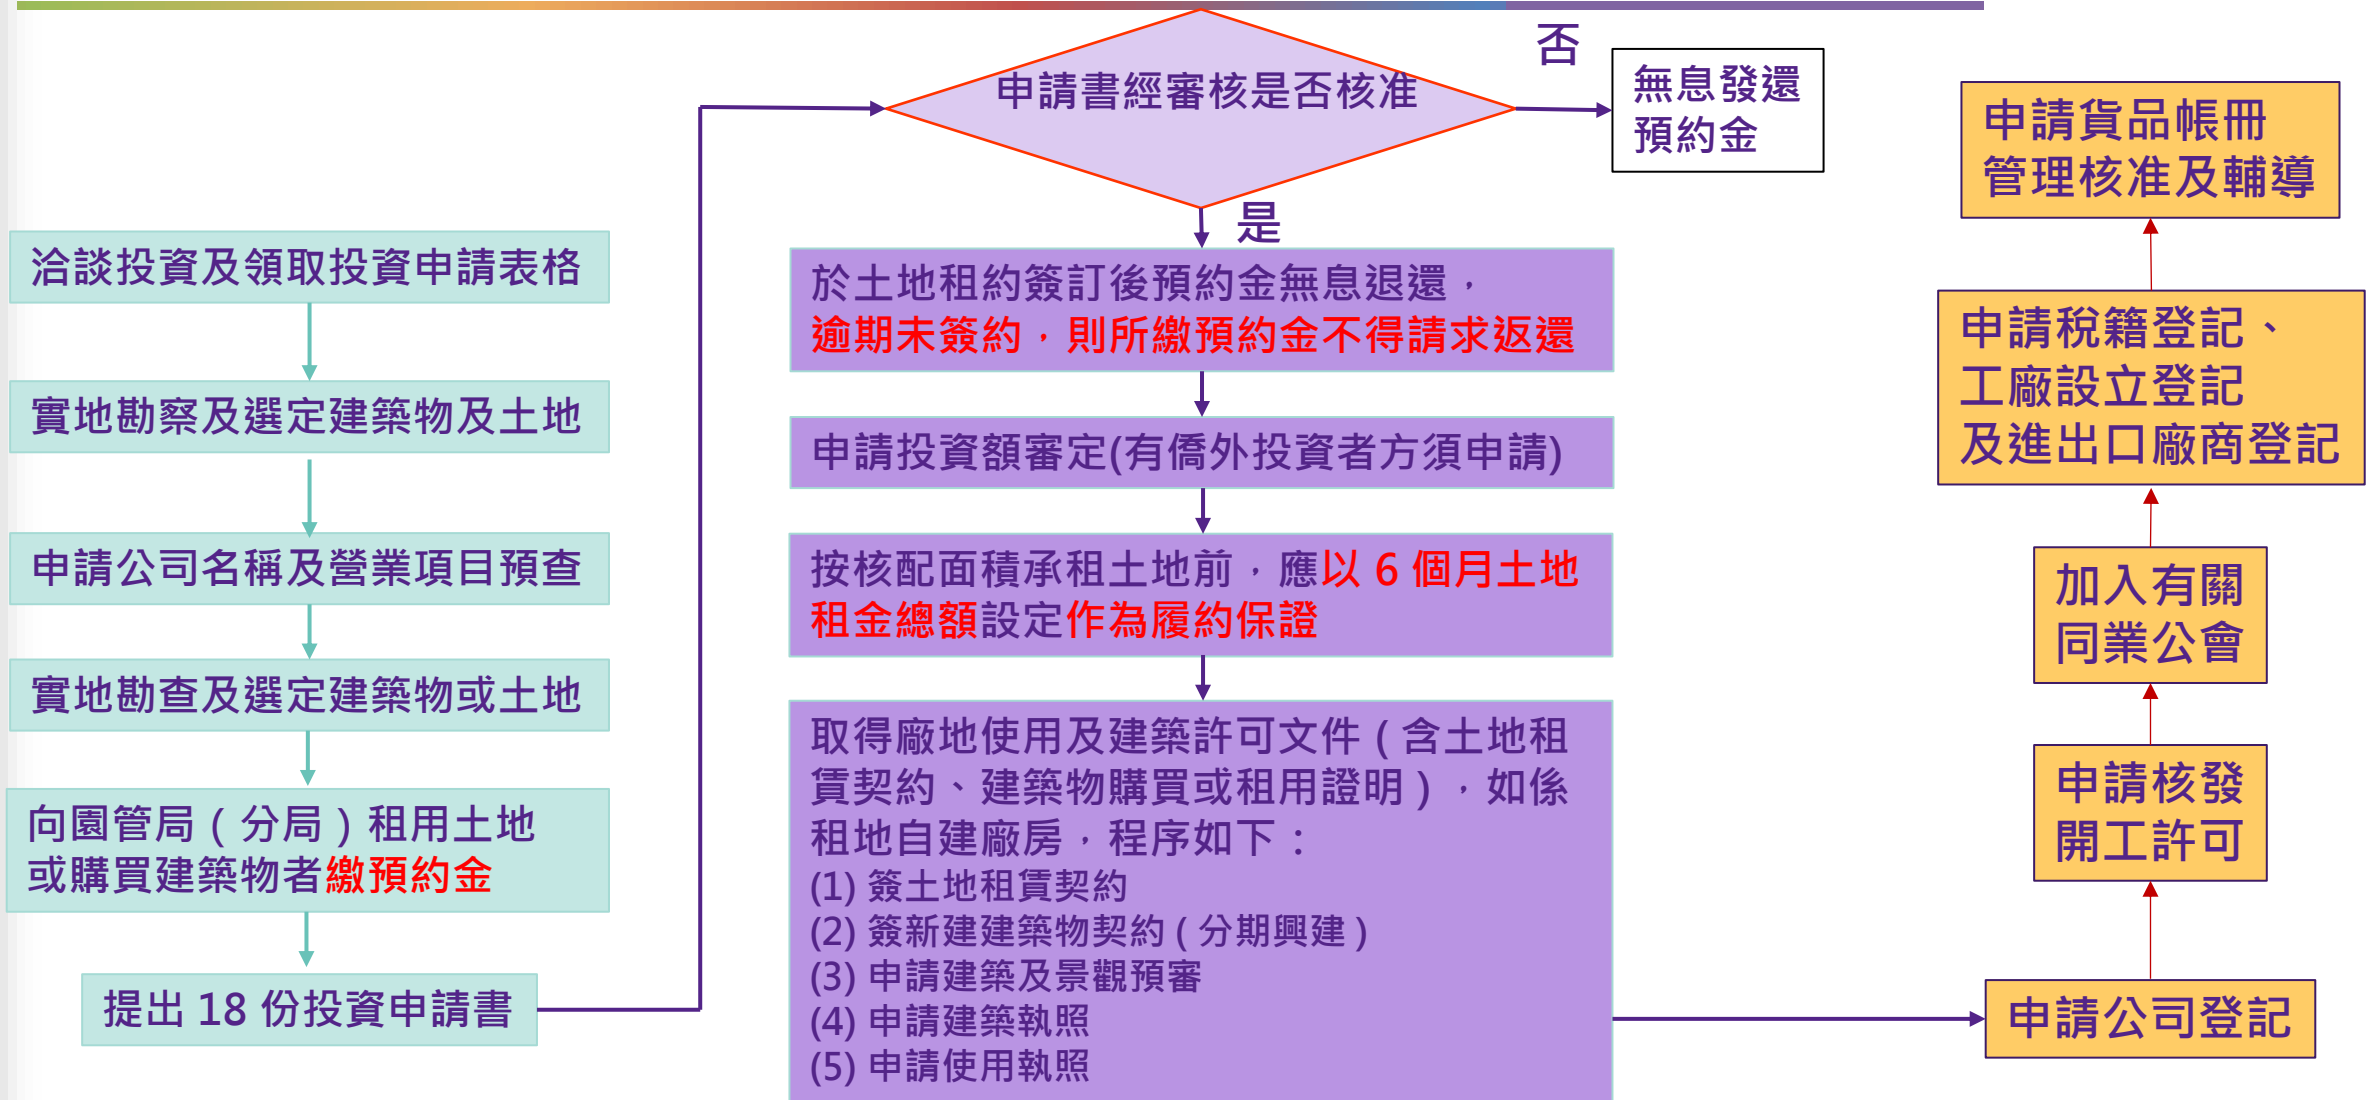 洽談投資及領取投資申請表格
實地勘察及選定建築物及土地
申請公司名稱及營業項目預查
實地勘查及選定建築物或土地
向園管局（分局）租用土地
或購買建築物者繳預約金
提出 18 份投資申請書
申請書經審核是否核准
否
無息發還
預約金
是
於土地租約簽訂後預約金無息退還，
逾期未簽約，則所繳預約金不得請求返還
申請投資額審定(有僑外投資者方須申請)
按核配面積承租土地前，應以 6 個月土地
租金總額設定作為履約保證
取得廠地使用及建築許可文件（含土地租
賃契約、建築物購買或租用證明），如係
租地自建廠房，程序如下：
(1) 簽土地租賃契約
(2) 簽新建建築物契約（分期興建）
(3) 申請建築及景觀預審
(4) 申請建築執照
(5) 申請使用執照
申請貨品帳冊
管理核准及輔導
申請稅籍登記、
工廠設立登記
及進出口廠商登記
加入有關
同業公會
申請核發
開工許可
申請公司登記